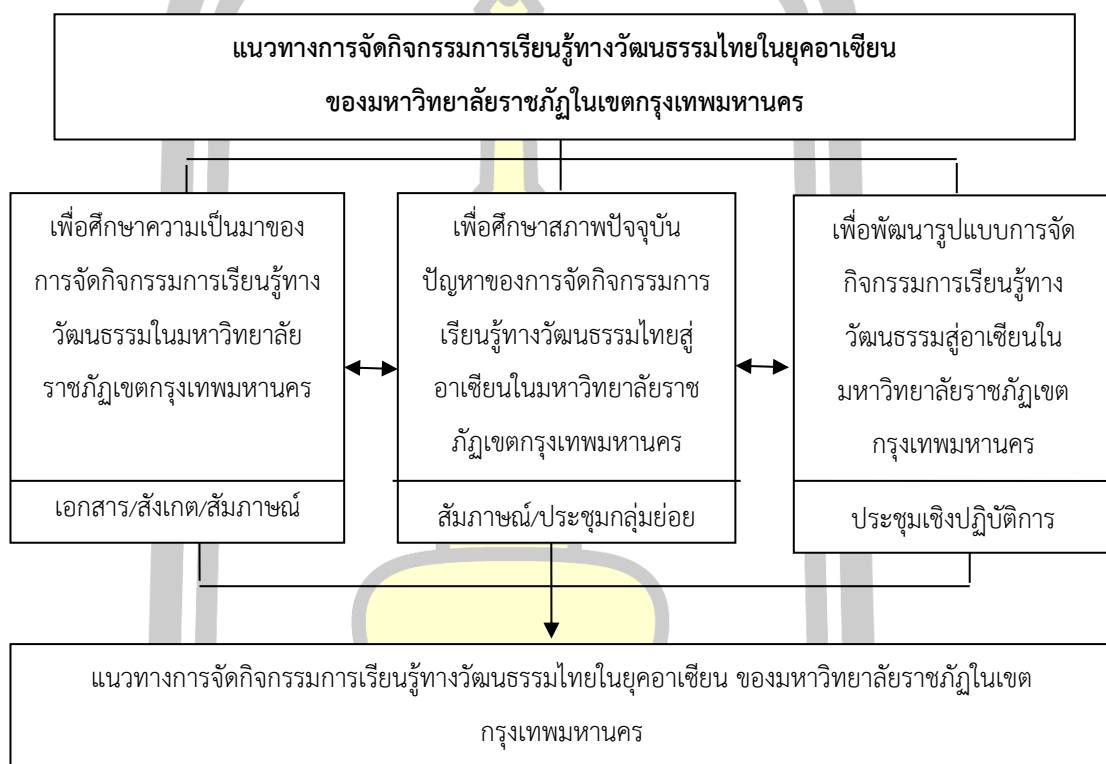 แนวทางการจัดกิจกรรมการเรียนรู้ทางวัฒนธรรมไทยในยุคอาเซียน
ของมหาวิทยาลัยราชภัฏในเขตกรุงเทพมหานคร
เพื่อศึกษาความเป็นมาของ
การจัดกิจกรรมการเรียนรู้ทาง
วัฒนธรรมในมหาวิทยาลัย
ราชภัฏเขตกรุงเทพมหานคร
เอกสาร/สังเกต/สัมภาษณ์
เพื่อศึกษาสภาพปัจจุบัน
ปัญหาของการจัดกิจกรรมการ
เรียนรู้ทางวัฒนธรรมไทยสู่
อาเซียนในมหาวิทยาลัยราช
ภัฏเขตกรุงเทพมหานคร
สัมภาษณ์/ประชุมกลุ่มย่อย
เพื่อพัฒนารูปแบบการจัด
กิจกรรมการเรียนรู้ทาง
วัฒนธรรมสู่อาเซียนใน
มหาวิทยาลัยราชภัฏเขต
กรุงเทพมหานคร
ประชุมเชิงปฏิบัติการ
แนวทางการจัดกิจกรรมการเรียนรู้ทางวัฒนธรรมไทยในยุคอาเซียน ของมหาวิทยาลัยราชภัฏในเขต
กรุงเทพมหานคร